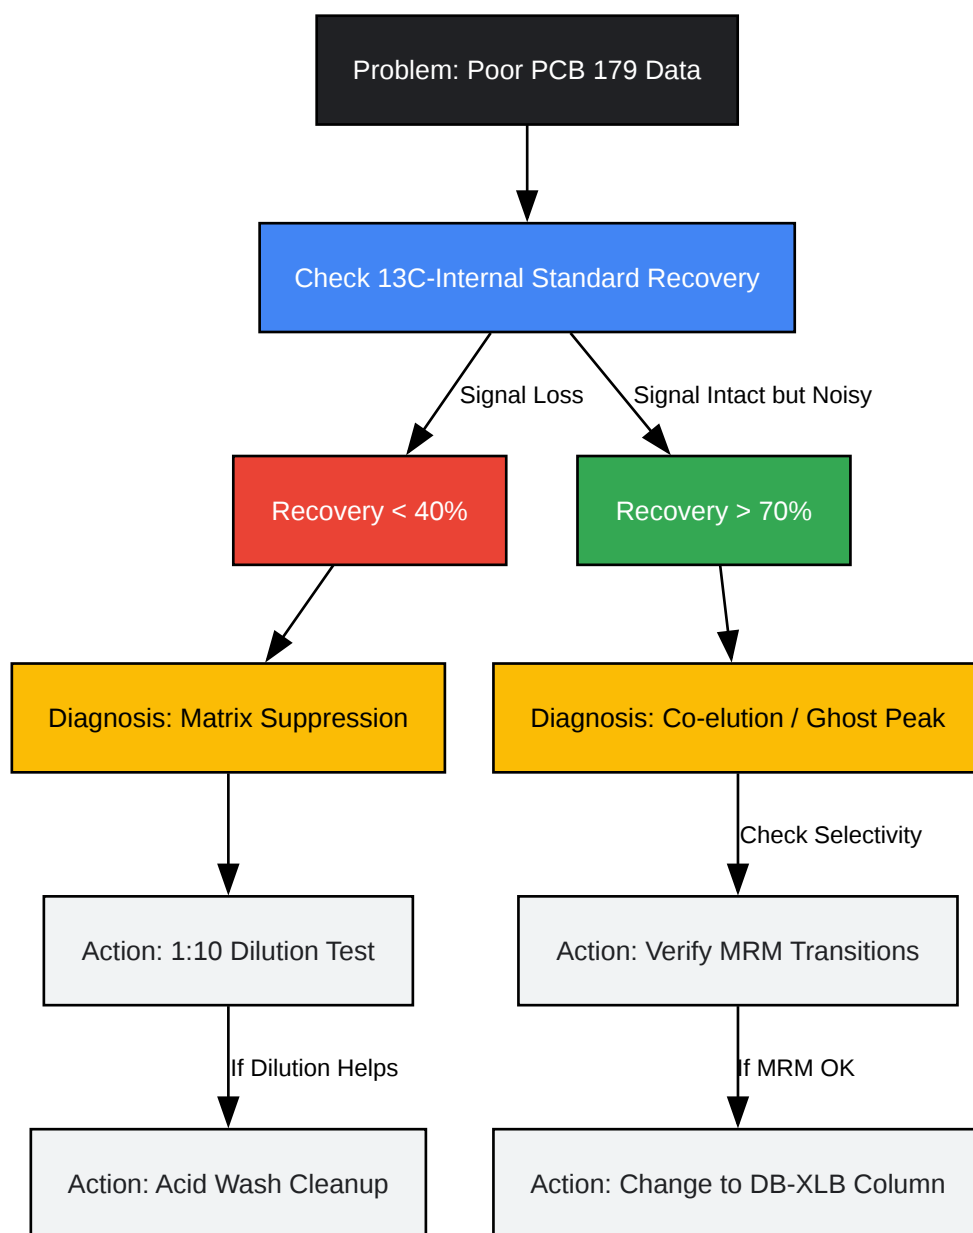 Problem: Poor PCB 179 Data
Check 13C-Internal Standard Recovery
Signal Loss
Signal Intact but Noisy
Recovery < 40%
Recovery > 70%
Diagnosis: Matrix Suppression
Diagnosis: Co-elution / Ghost Peak
Check Selectivity
Action: 1:10 Dilution Test
Action: Verify MRM Transitions
If Dilution Helps
If MRM OK
Action: Acid Wash Cleanup
Action: Change to DB-XLB Column